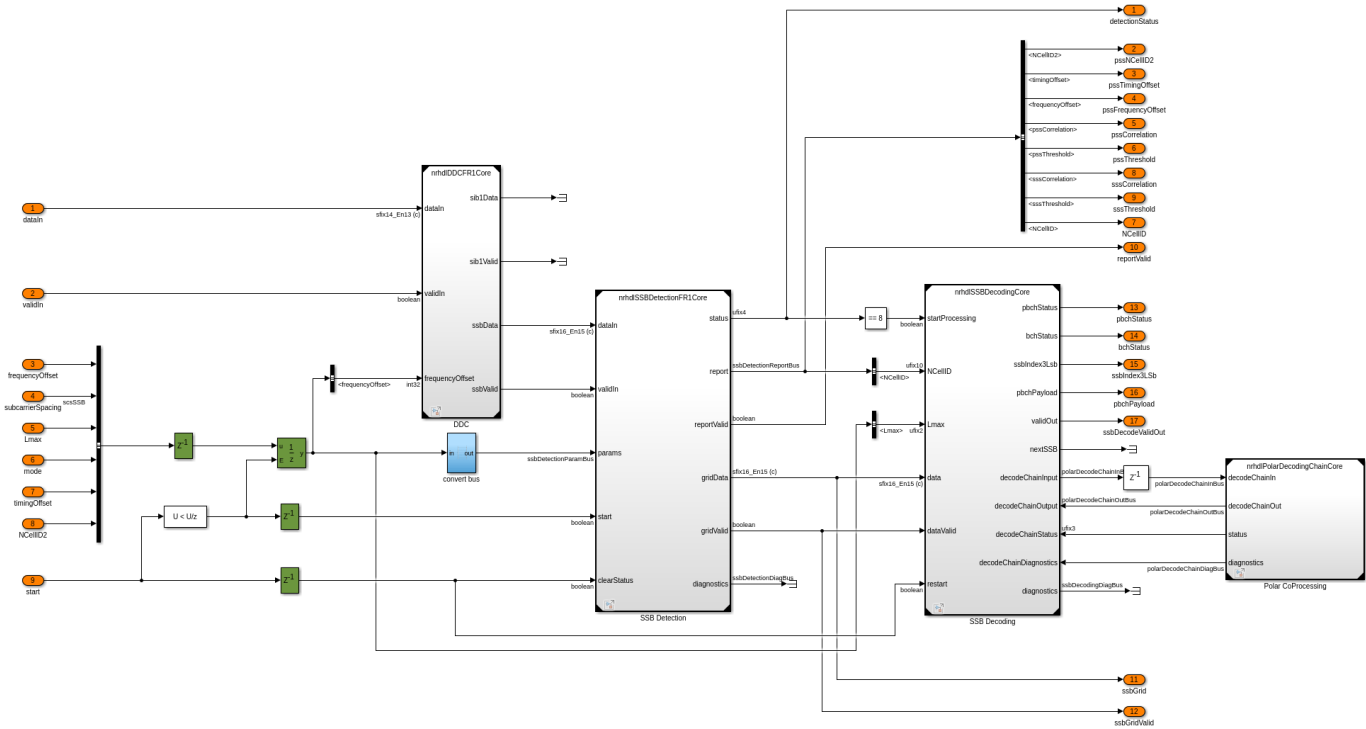 1
detectionStatus
<NCellID2>
2
pssNCellID2
<timingOffset>
3
pssTimingOffset
<frequencyOffset>
4
pssFrequencyOffset
<pssCorrelation>
5
pssCorrelation
<pssThreshold>
6
pssThreshold
<sssCorrelation>
8
sssCorrelation
<sssThreshold>
9
sssThreshold
<NCellID>
7
NCellID
10
reportValid
1
dataIn
2
validIn
3
frequencyOffset
4
subcarrierSpacing
scsSSB
5
Lmax
6
mode
7
timingOffset
8
NCellID2
9
start
Z-1
U < U/z
Z-1
Z-1
u
E
1
z
y
<frequencyOffset>
int32
in out
convert bus
nrhdlDDCFR1Core
sfix14_En13 (c)
dataIn
boolean
validIn
frequencyOffset
sib1Data
sib1Valid
ssbData
ssbValid
DDC
nrhdlSSBDetectionFR1Core
sfix16_En15 (c)
dataIn
boolean
validIn
ssbDetectionParamBus
params
boolean
start
boolean
clearStatus
status
ufix4
report
ssbDetectionReportBus
reportValid
boolean
gridData
sfix16_En15 (c)
gridValid
boolean
diagnostics
ssbDetectionDiagBus
SSB Detection
== 8
boolean
ufix10
<NCellID>
<Lmax>
ufix2
sfix16_En15 (c)
boolean
nrhdlSSBDecodingCore
startProcessing
NCellID
Lmax
data
dataValid
restart
pbchStatus
bchStatus
ssbIndex3Lsb
pbchPayload
validOut
nextSSB
decodeChainInput
decodeChainOutput
decodeChainStatus
decodeChainDiagnostics
diagnostics
SSB Decoding
13
pbchStatus
14
bchStatus
15
ssbIndex3LSb
16
pbchPayload
17
ssbDecodeValidOut
polarDecodeChainInB
Z-1
polarDecodeChainInBus
polarDecodeChainOutBus
polarDecodeChainOutBus
ufix3
polarDecodeChainDiagBus
ssbDecodingDiagBus
nrhdlPolarDecodingChainCore
decodeChainIn
decodeChainOut
status
diagnostics
Polar CoProcessing
11
ssbGrid
12
ssbGridValid